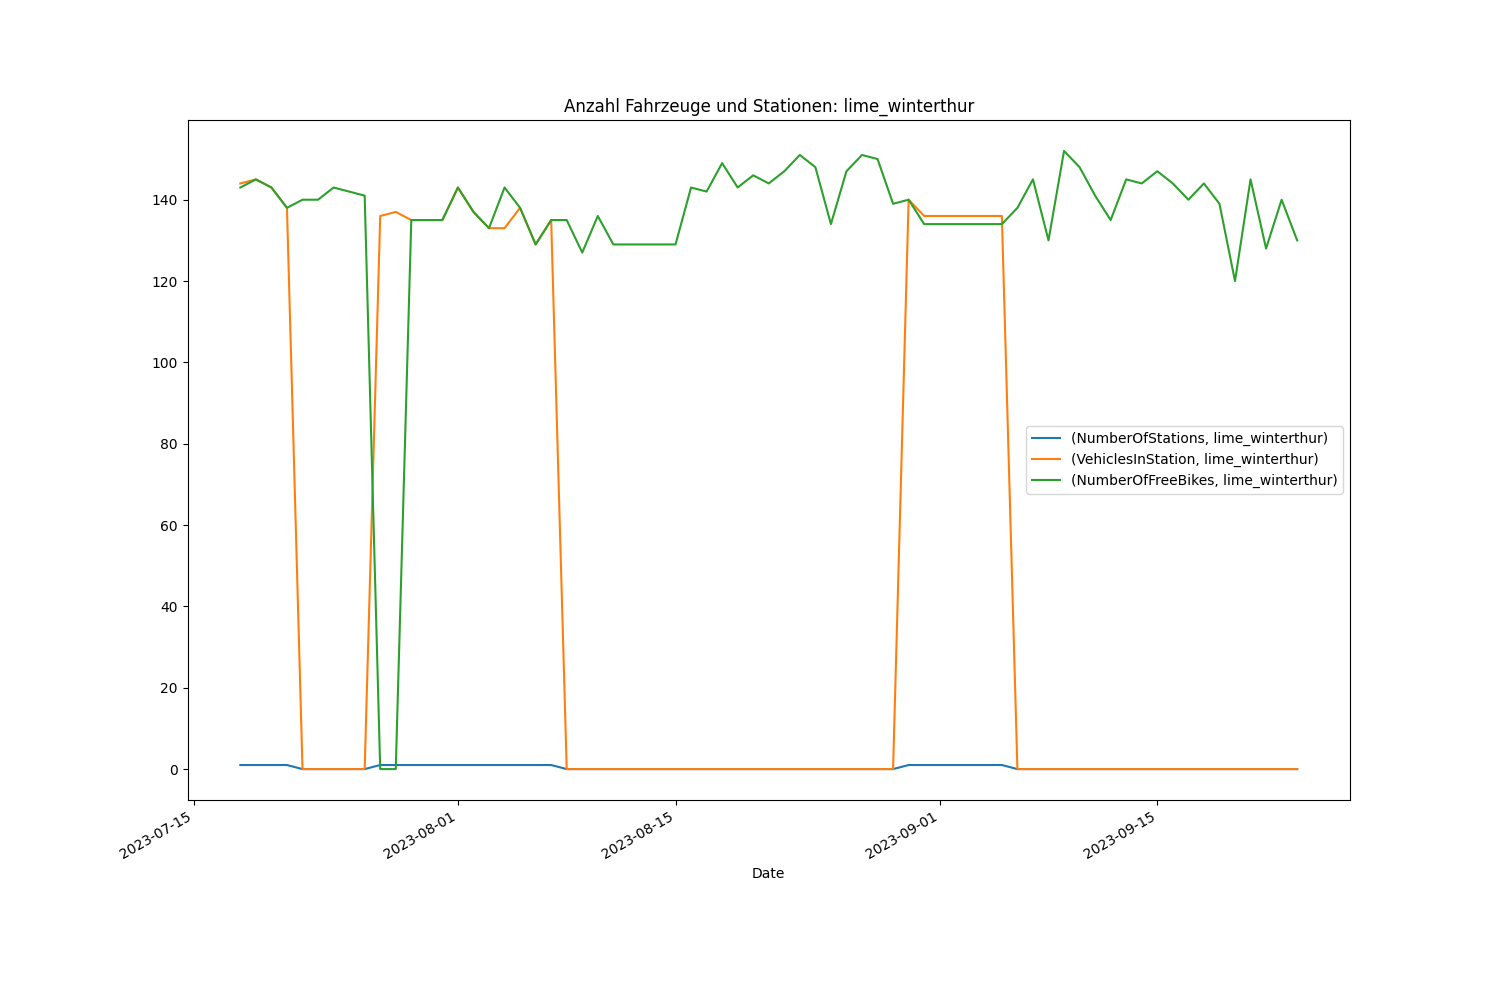 Anzahl Fahrzeuge und Stationen: lime_winterthur
140
120
100
80
60
40
20
0
(NumberOfStations, lime_winterthur)
(VehiclesInStation, lime_winterthur)
(NumberOfFreeBikes, lime_winterthur)
2023-07-15
2023-08-01
2023-08-15
2023-09-01
2023-09-15
Date